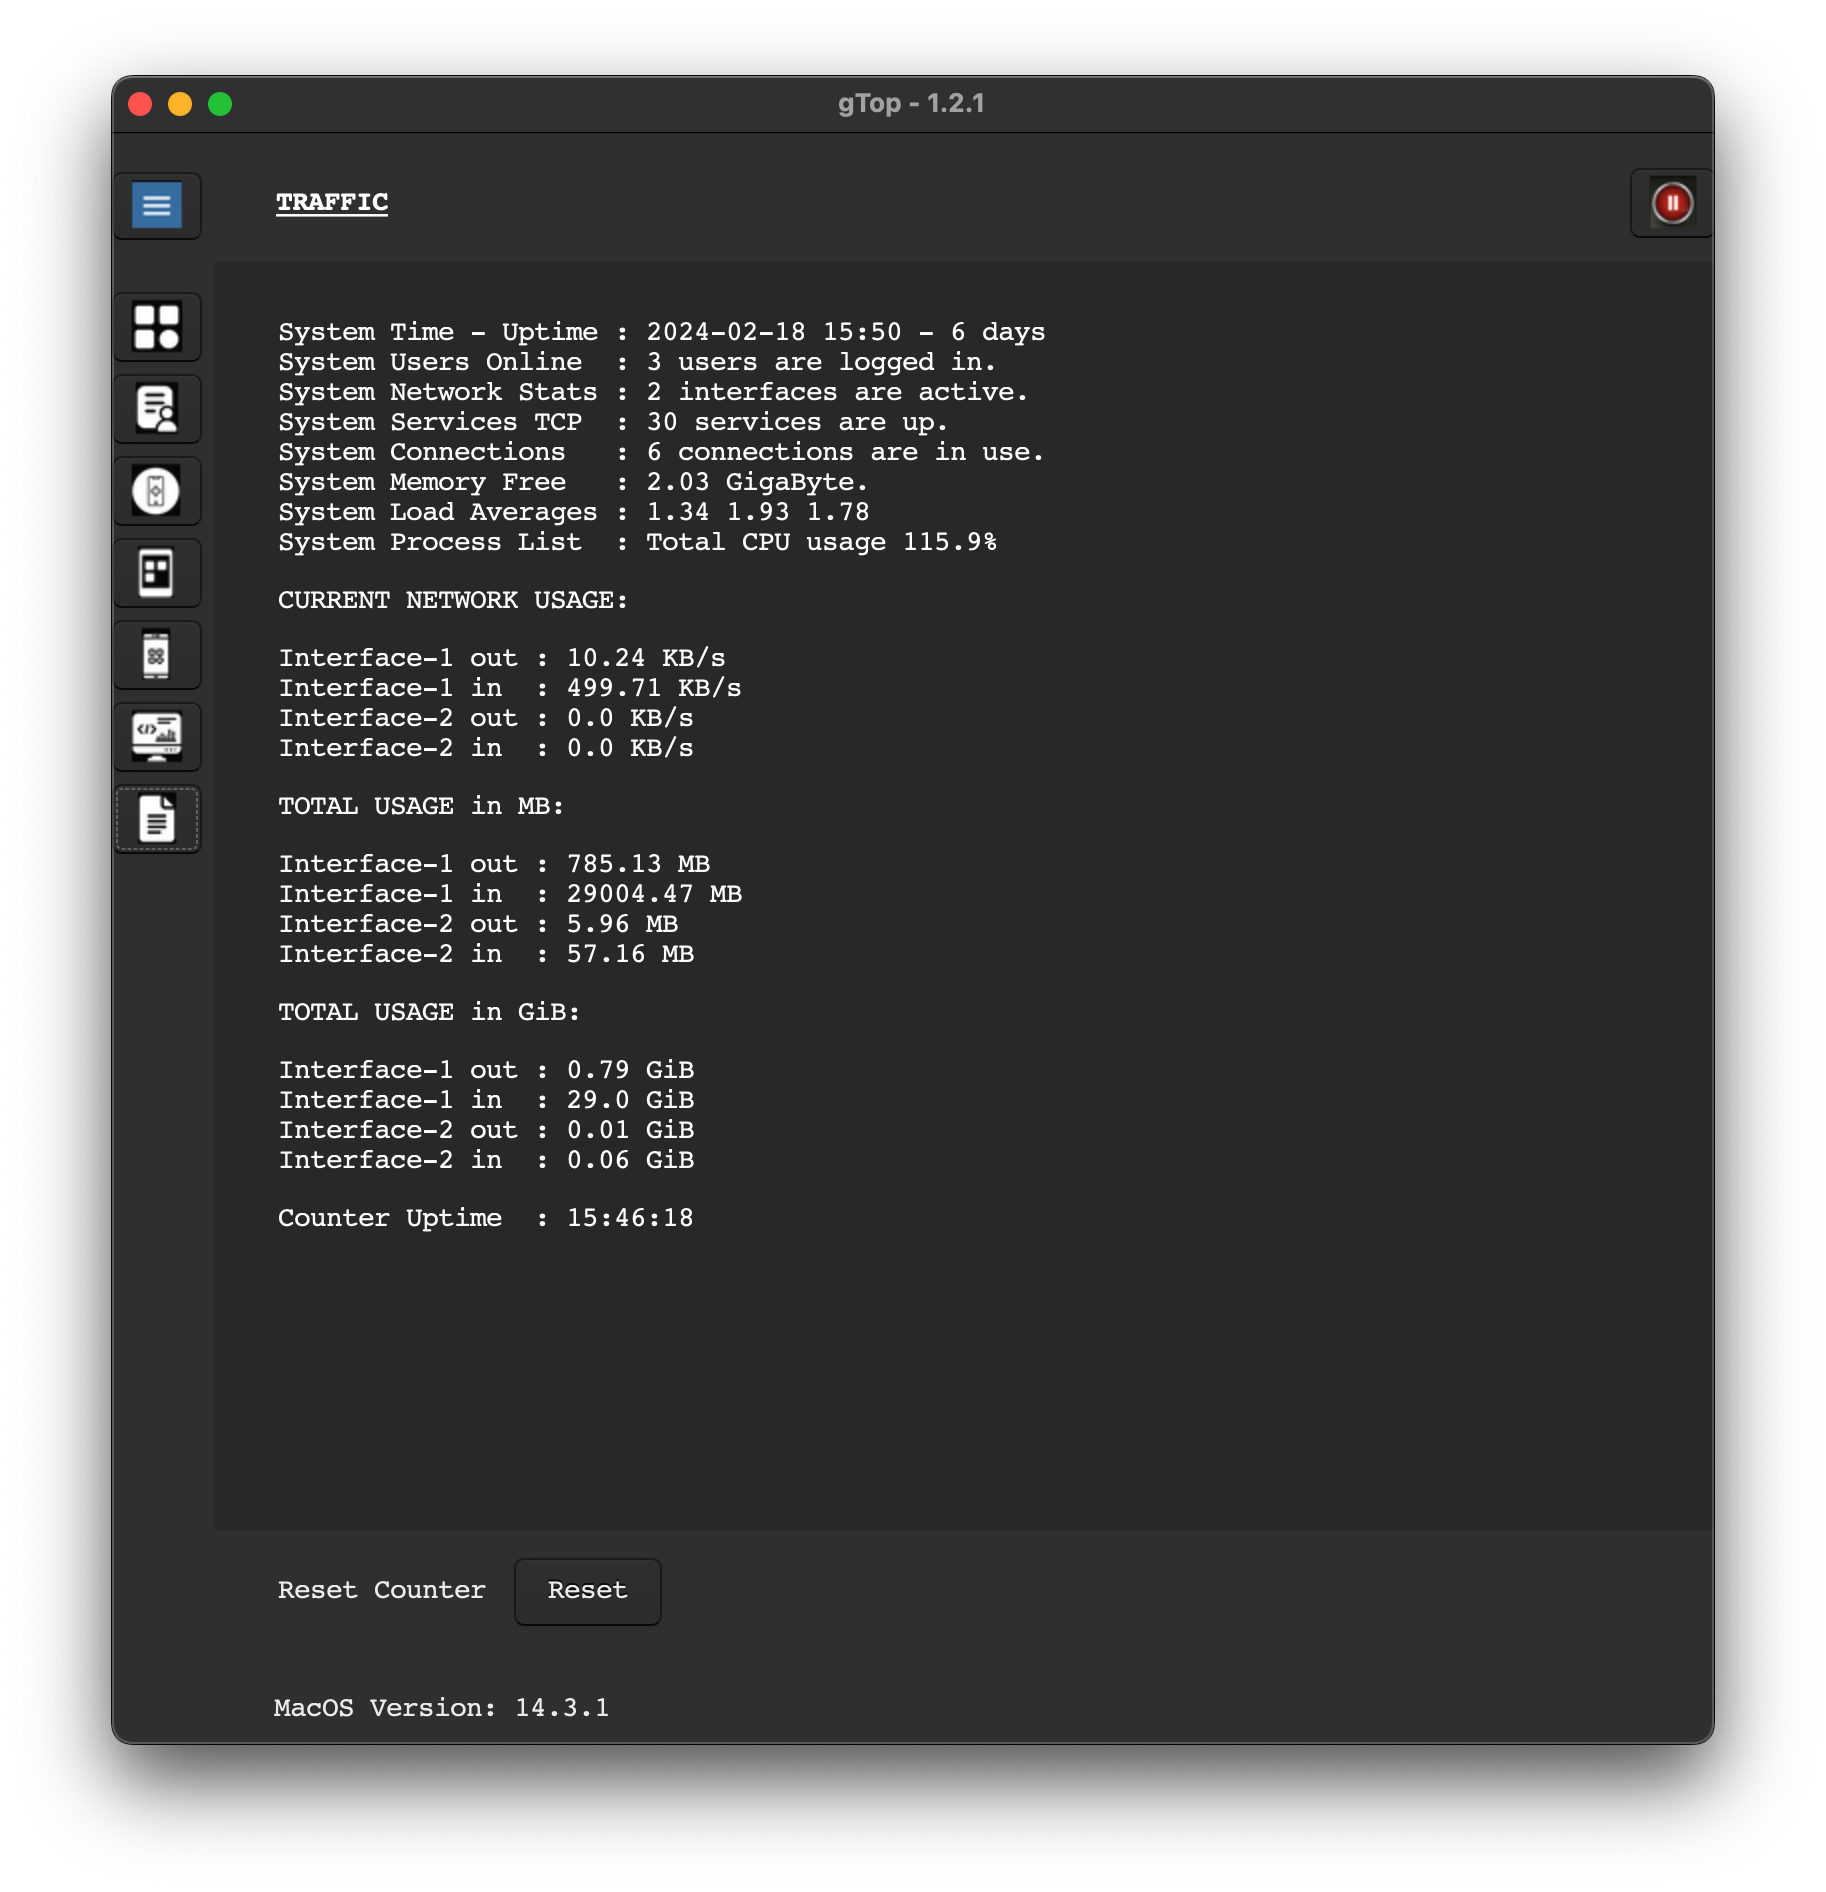 gTop - 1.2.1
TRAFFIC
System Time - Uptime : 2024-02-18 15:50 - 6 days
System Users Online  : 3 users are logged in.
System Network Stats : 2 interfaces are active.
System Services TCP  : 30 services are up.
System Connections   : 6 connections are in use.
System Memory Free   : 2.03 GigaByte.
System Load Averages : 1.34 1.93 1.78
System Process List  : Total CPU usage 115.9%
CURRENT NETWORK USAGE:
Interface-1 out : 10.24 KB/s
Interface-1 in  : 499.71 KB/s
Interface-2 out : 0.0 KB/s
Interface-2 in  : 0.0 KB/s
TOTAL USAGE in MB:
Interface-1 out : 785.13 MB
Interface-1 in  : 29004.47 MB
Interface-2 out : 5.96 MB
Interface-2 in  : 57.16 MB
TOTAL USAGE in GiB:
Interface-1 out : 0.79 GiB
Interface-1 in  : 29.0 GiB
Interface-2 out : 0.01 GiB
Interface-2 in  : 0.06 GiB
Counter Uptime  : 15:46:18
Reset Counter Reset
MacOS Version: 14.3.1